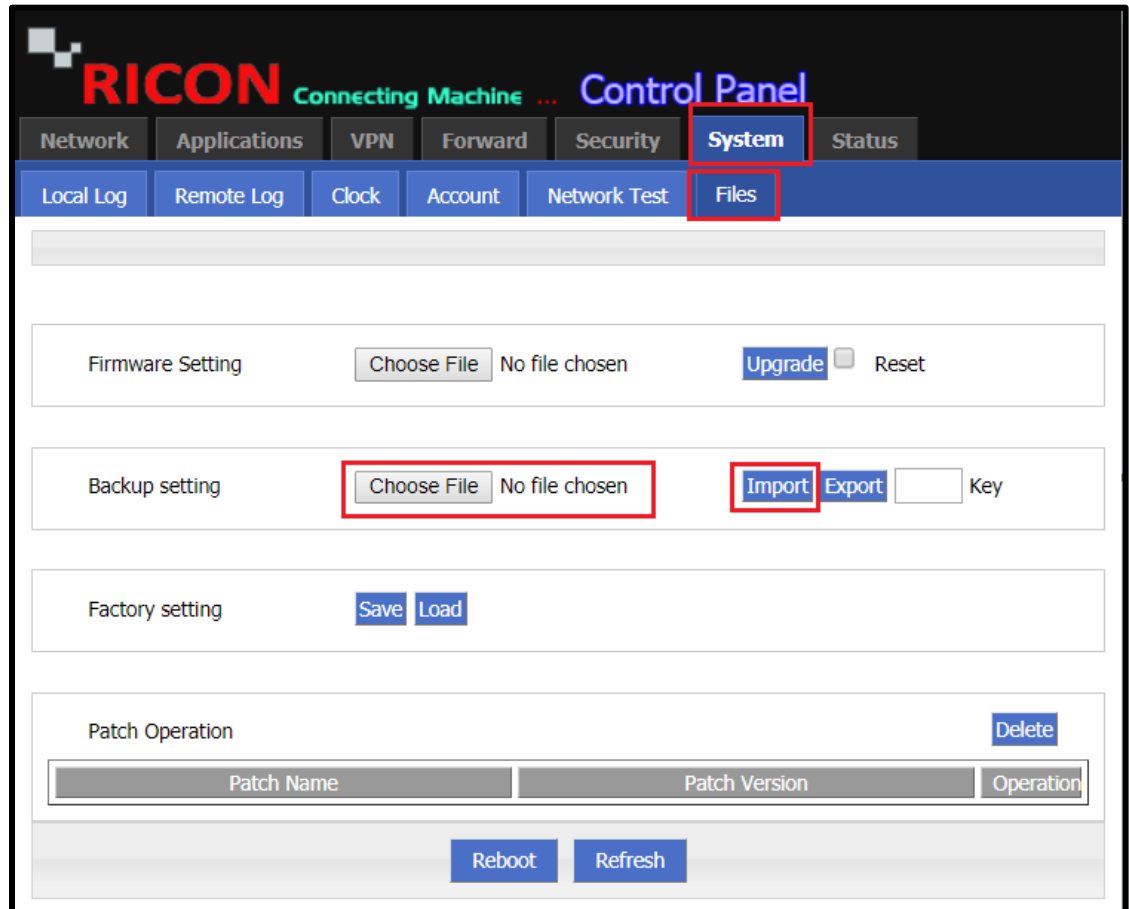 RICON Connecting Machine ... Control Panel
Network Applications VPN Forward Security System Status
Local Log Remote Log Clock Account Network Test Files
Firmware Setting Choose File No file chosen Upgrade Reset
Backup setting Choose File No file chosen Import Export Key
Factory setting Save Load
Patch Operation Delete
Patch Name Patch Version Operation
Reboot Refresh